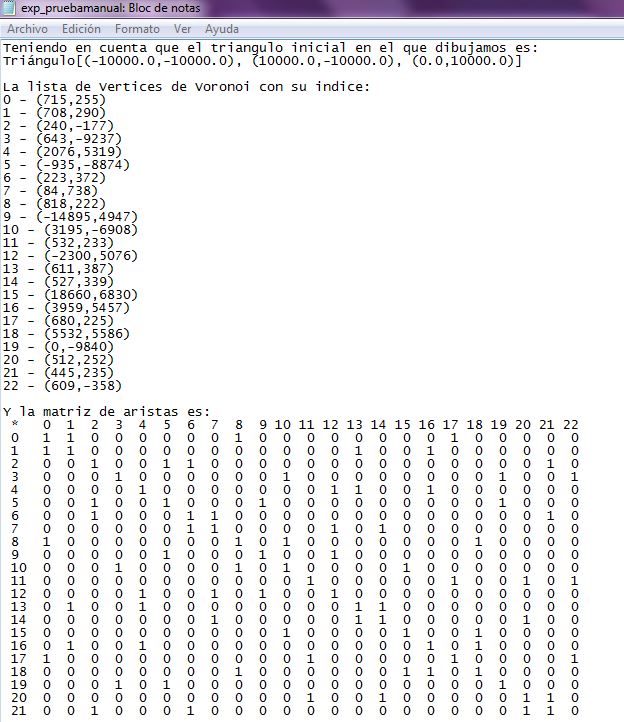 exp_pruebamanual: Bloc de notas
Archivo Edición Formato Ver Ayuda
Teniendo en cuenta que el triangulo inicial en el que dibujamos es:
Triángulo[(-10000.0,-10000.0), (10000.0,-10000.0), (0.0,10000.0)]
La lista de Vertices de Voronoi con su indice:
0 - (715,255)
1 - (708,290)
2 - (240,-177)
3 - (643,-9237)
4 - (2076,5319)
5 - (-935,-8874)
6 - (223,372)
7 - (84,738)
8 - (818,222)
9 - (-14895,4947)
10 - (3195,-6908)
11 - (532,233)
12 - (-2300,5076)
13 - (611,387)
14 - (527,339)
15 - (18660,6830)
16 - (3959,5457)
17 - (680,225)
18 - (5532,5586)
19 - (0,-9840)
20 - (512,252)
21 - (445,235)
22 - (609,-358)
Y la matriz de aristas es:
* 0 1 2 3 4 5 6 7 8 9 10 11 12 13 14 15 16 17 18 19 20 21 22
0 1 1 0 0 0 0 0 0 1 0 0 0 0 0 0 0 0 1 0 0 0 0 0
1 1 1 0 0 0 0 0 0 0 0 0 0 0 1 0 0 1 0 0 0 0 0 0
2 0 0 1 0 0 1 1 0 0 0 0 0 0 0 0 0 0 0 0 0 0 1 0
3 0 0 0 1 0 0 0 0 0 0 1 0 0 0 0 0 0 0 0 1 0 0 1
4 0 0 0 0 1 0 0 0 0 0 0 0 1 1 0 0 1 0 0 0 0 0 0
5 0 0 1 0 0 1 0 0 0 1 0 0 0 0 0 0 0 0 0 1 0 0 0
6 0 0 1 0 0 0 1 1 0 0 0 0 0 0 0 0 0 0 0 0 0 1 0
7 0 0 0 0 0 0 1 1 0 0 0 0 1 0 1 0 0 0 0 0 0 0 0
8 1 0 0 0 0 0 0 0 1 0 1 0 0 0 0 0 0 0 1 0 0 0 0
9 0 0 0 0 0 1 0 0 0 1 0 0 1 0 0 0 0 0 0 0 0 0 0
10 0 0 0 1 0 0 0 0 1 0 1 0 0 0 0 1 0 0 0 0 0 0 0
11 0 0 0 0 0 0 0 0 0 0 0 1 0 0 0 0 0 1 0 0 1 0 1
12 0 0 0 0 1 0 0 1 0 1 0 0 1 0 0 0 0 0 0 0 0 0 0
13 0 1 0 0 1 0 0 0 0 0 0 0 0 1 1 0 0 0 0 0 0 0 0
14 0 0 0 0 0 0 0 1 0 0 0 0 0 1 1 0 0 0 0 0 1 0 0
15 0 0 0 0 0 0 0 0 0 0 1 0 0 0 0 1 0 0 1 0 0 0 0
16 0 1 0 0 1 0 0 0 0 0 0 0 0 0 0 0 1 0 1 0 0 0 0
17 1 0 0 0 0 0 0 0 0 0 0 1 0 0 0 0 0 1 0 0 0 0 1
18 0 0 0 0 0 0 0 0 1 0 0 0 0 0 0 1 1 0 1 0 0 0 0
19 0 0 0 1 0 1 0 0 0 0 0 0 0 0 0 0 0 0 0 1 0 0 0
20 0 0 0 0 0 0 0 0 0 0 0 1 0 0 1 0 0 0 0 0 1 1 0
21 0 0 1 0 0 0 1 0 0 0 0 0 0 0 0 0 0 0 0 0 1 1 0